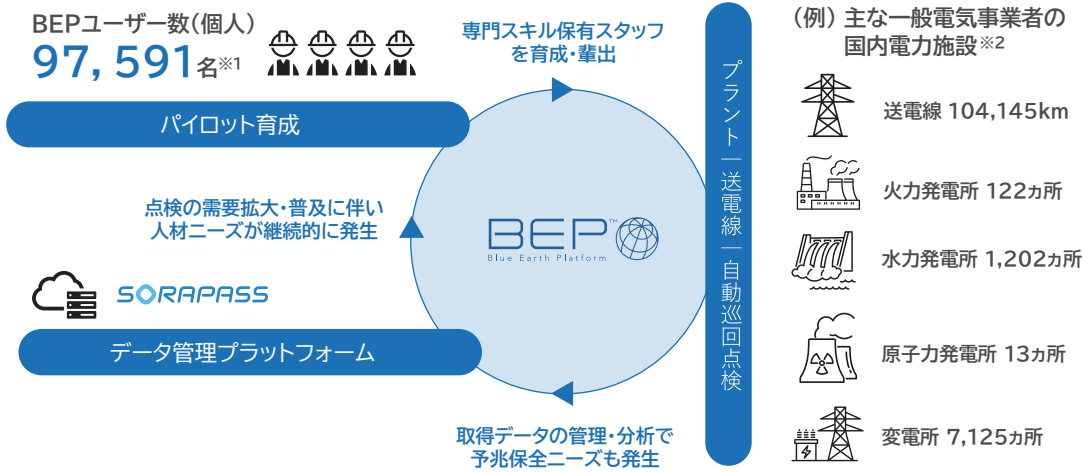 BEPユーザー数(個人)
97,591名※1
パイロット育成
専門スキル保有スタッフ
を育成・輩出
点検の需要拡大・普及に伴い
人材ニーズが継続的に発生
BEP™
Blue Earth Platform
SORAPASS
データ管理プラットフォーム
取得データの管理・分析で
予兆保全ニーズも発生
プラント|送電線|自動巡回点検
(例) 主な一般電気事業者の
国内電力施設※2
送電線 104,145km
火力発電所 122ヵ所
水力発電所 1,202ヵ所
原子力発電所 13ヵ所
変電所 7,125ヵ所